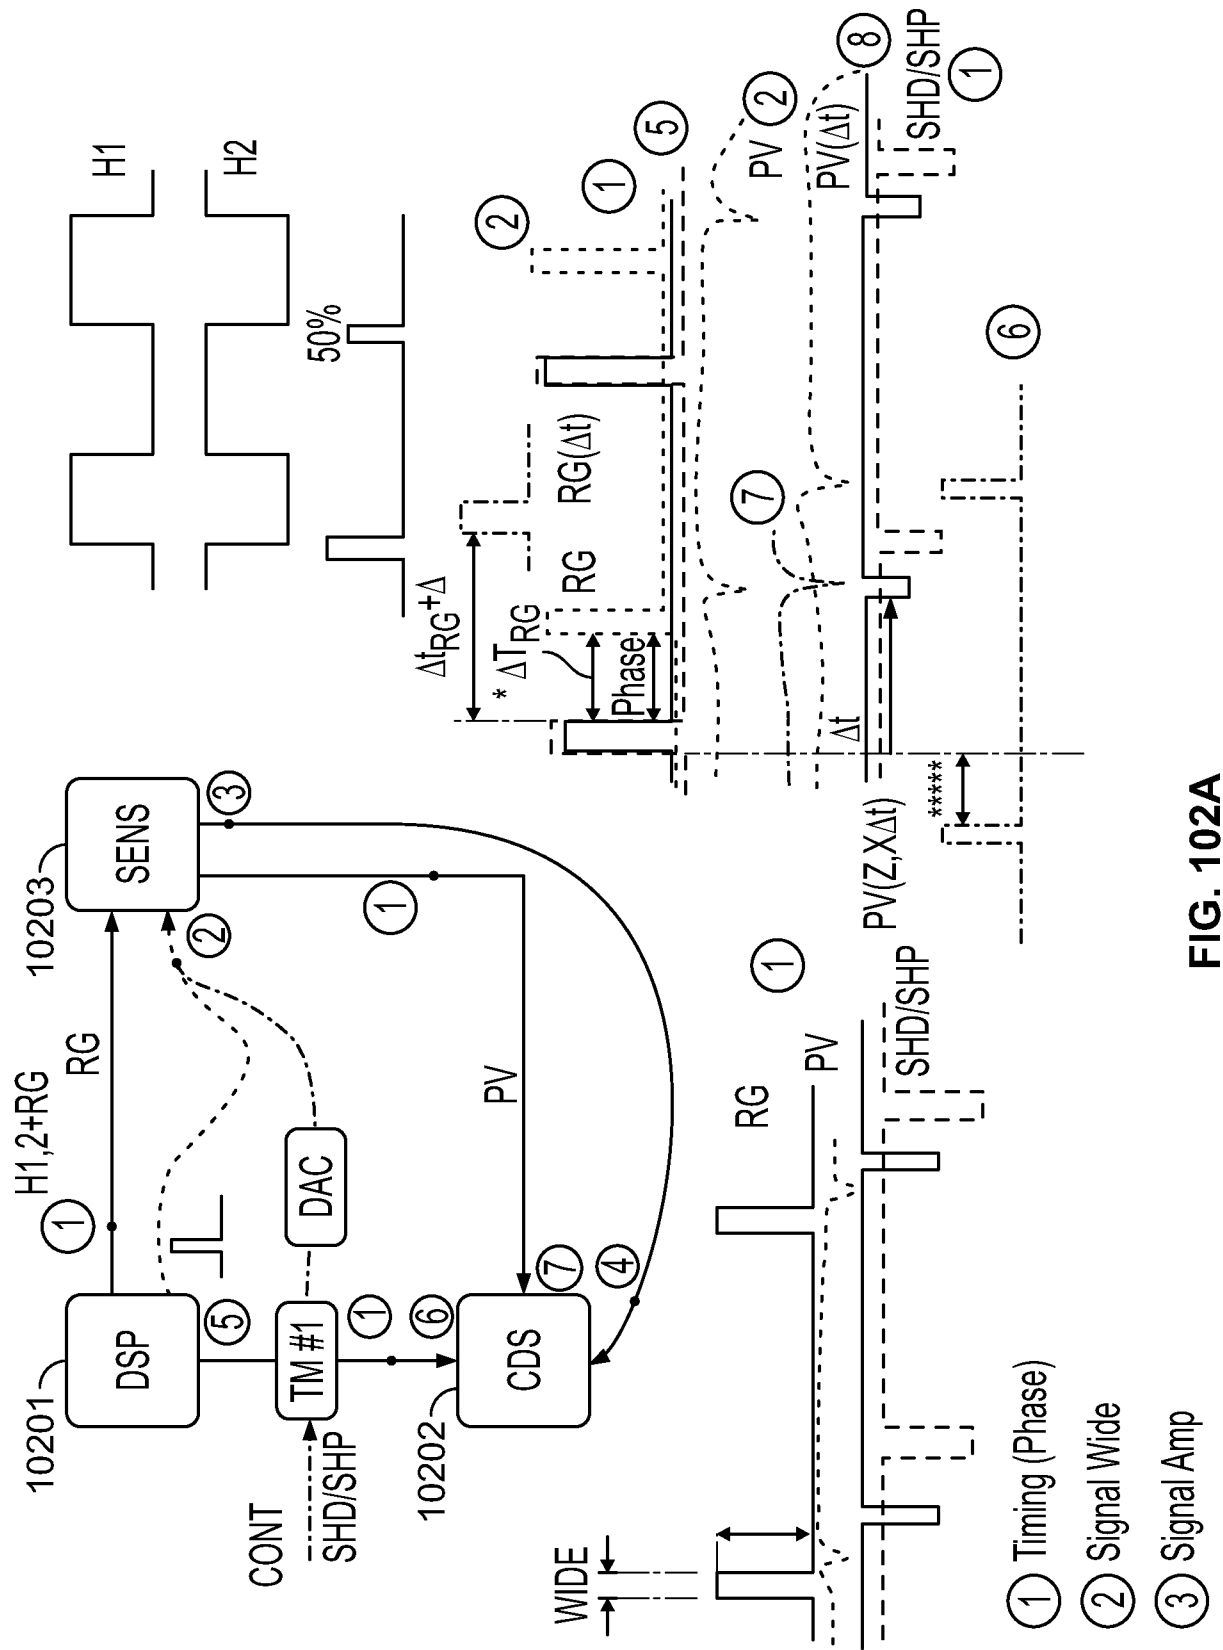 10201
DSP
5
1
H1,2+RG
RG
10203
SENS
2
3
1
CONT
SHD/SHP
TM #1
DAC
1
6
10202
CDS
7
4
PV
H1
H2
50%
WIDE
RG
PV
1
SHD/SHP
ΔtRG+Δ
* ΔTRG
Phase
RG
RG(Δt)
2
1
5
PV 2
7
PV(Δt)
8
Δt
SHD/SHP
1
PV(Z,XΔt)
*****
6
1 Timing (Phase)
2 Signal Wide
3 Signal Amp
FIG. 102A